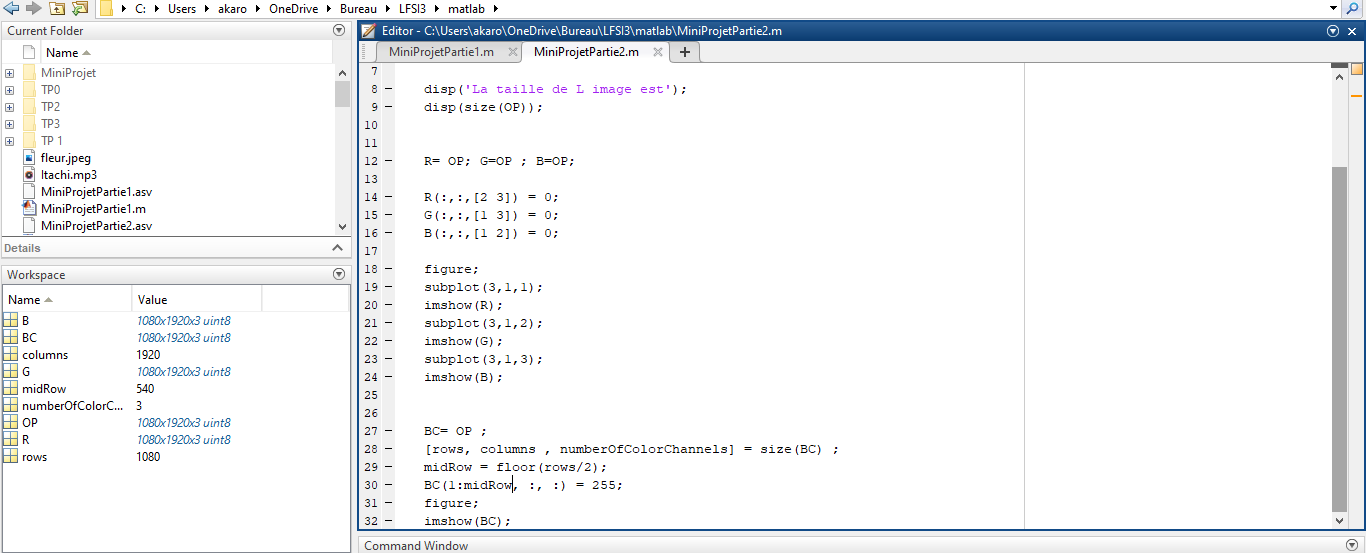 C: ▸ Users ▸ akaro ▸ OneDrive ▸ Bureau ▸ LFSI3 ▸ matlab ▸
Current Folder
Name
MiniProjet
TP0
TP2
TP3
TP 1
fleur.jpeg
Itachi.mp3
MiniProjetPartie1.asv
MiniProjetPartie1.m
MiniProjetPartie2.asv
Details
Workspace
Name Value
B 1080x1920x3 uint8
BC 1080x1920x3 uint8
columns 1920
G 1080x1920x3 uint8
midRow 540
numberOfColorC... 3
OP 1080x1920x3 uint8
R 1080x1920x3 uint8
rows 1080
Editor - C:\Users\akaro\OneDrive\Bureau\LFSI3\matlab\MiniProjetPartie2.m
MiniProjetPartie1.m MiniProjetPartie2.m
7
8 – disp('La taille de L image est');
9 – disp(size(OP));
10
11
12 – R= OP; G=OP ; B=OP;
13
14 – R(:,:,[2 3]) = 0;
15 – G(:,:,[1 3]) = 0;
16 – B(:,:,[1 2]) = 0;
17
18 – figure;
19 – subplot(3,1,1);
20 – imshow(R);
21 – subplot(3,1,2);
22 – imshow(G);
23 – subplot(3,1,3);
24 – imshow(B);
25
26
27 – BC= OP ;
28 – [rows, columns , numberOfColorChannels] = size(BC) ;
29 – midRow = floor(rows/2);
30 – BC(1:midRow, :, :) = 255;
31 – figure;
32 – imshow(BC);
Command Window